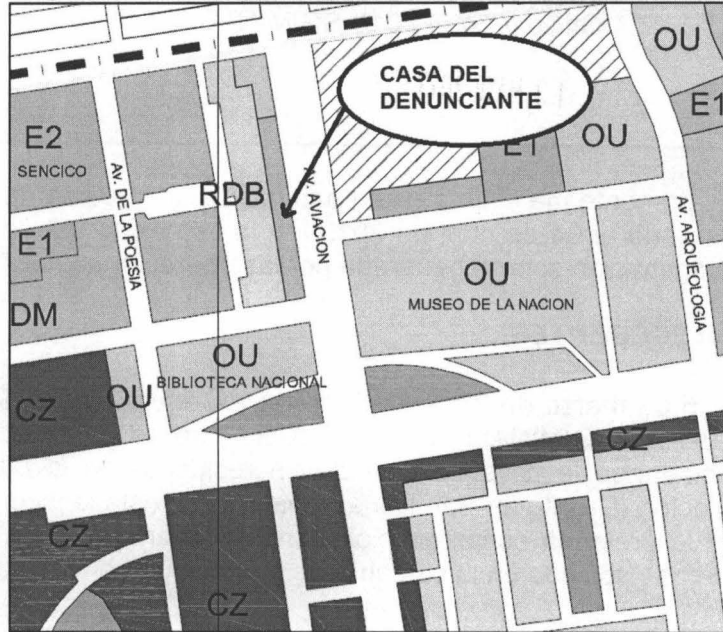 OU
CASA DEL
DENUNCIANTE
E1
E2
SENCICO
E1
OU
Av. DE LA POESIA
RDB
AV. AVIACION
Av. ARQUEOLOGIA
E1
OU
MUSEO DE LA NACION
DM
OU
BIBLIOTECA NACIONAL
OU
CZ
CZ
CZ
CZ